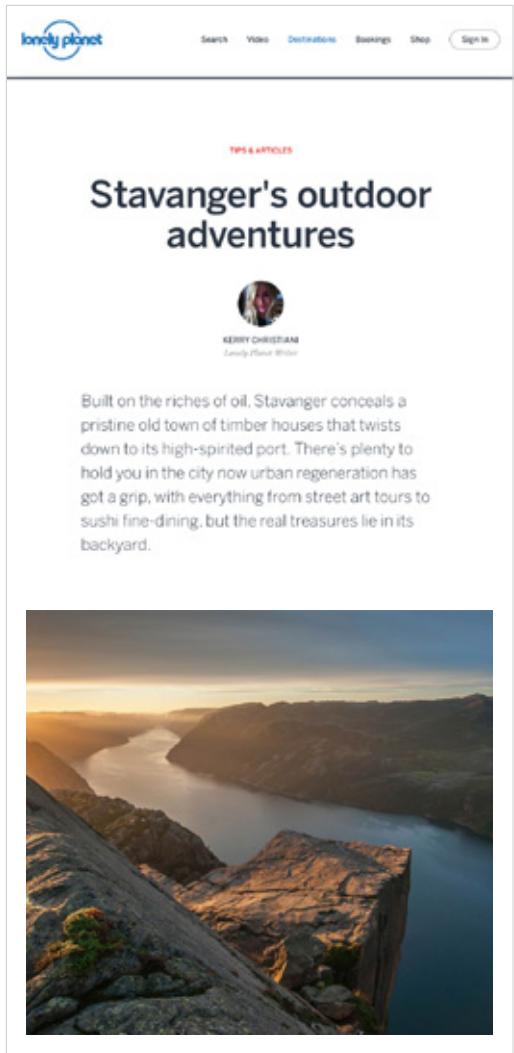 lonely planet
Search Video Destinations Bookings Shop Sign In
TIPS & ARTICLES
Stavanger's outdoor
adventures
KERRY CHRISTIANI
Lonely Planet Writer
Built on the riches of oil, Stavanger conceals a
pristine old town of timber houses that twists
down to its high-spirited port. There's plenty to
hold you in the city now urban regeneration has
got a grip, with everything from street art tours to
sushi fine-dining, but the real treasures lie in its
backyard.